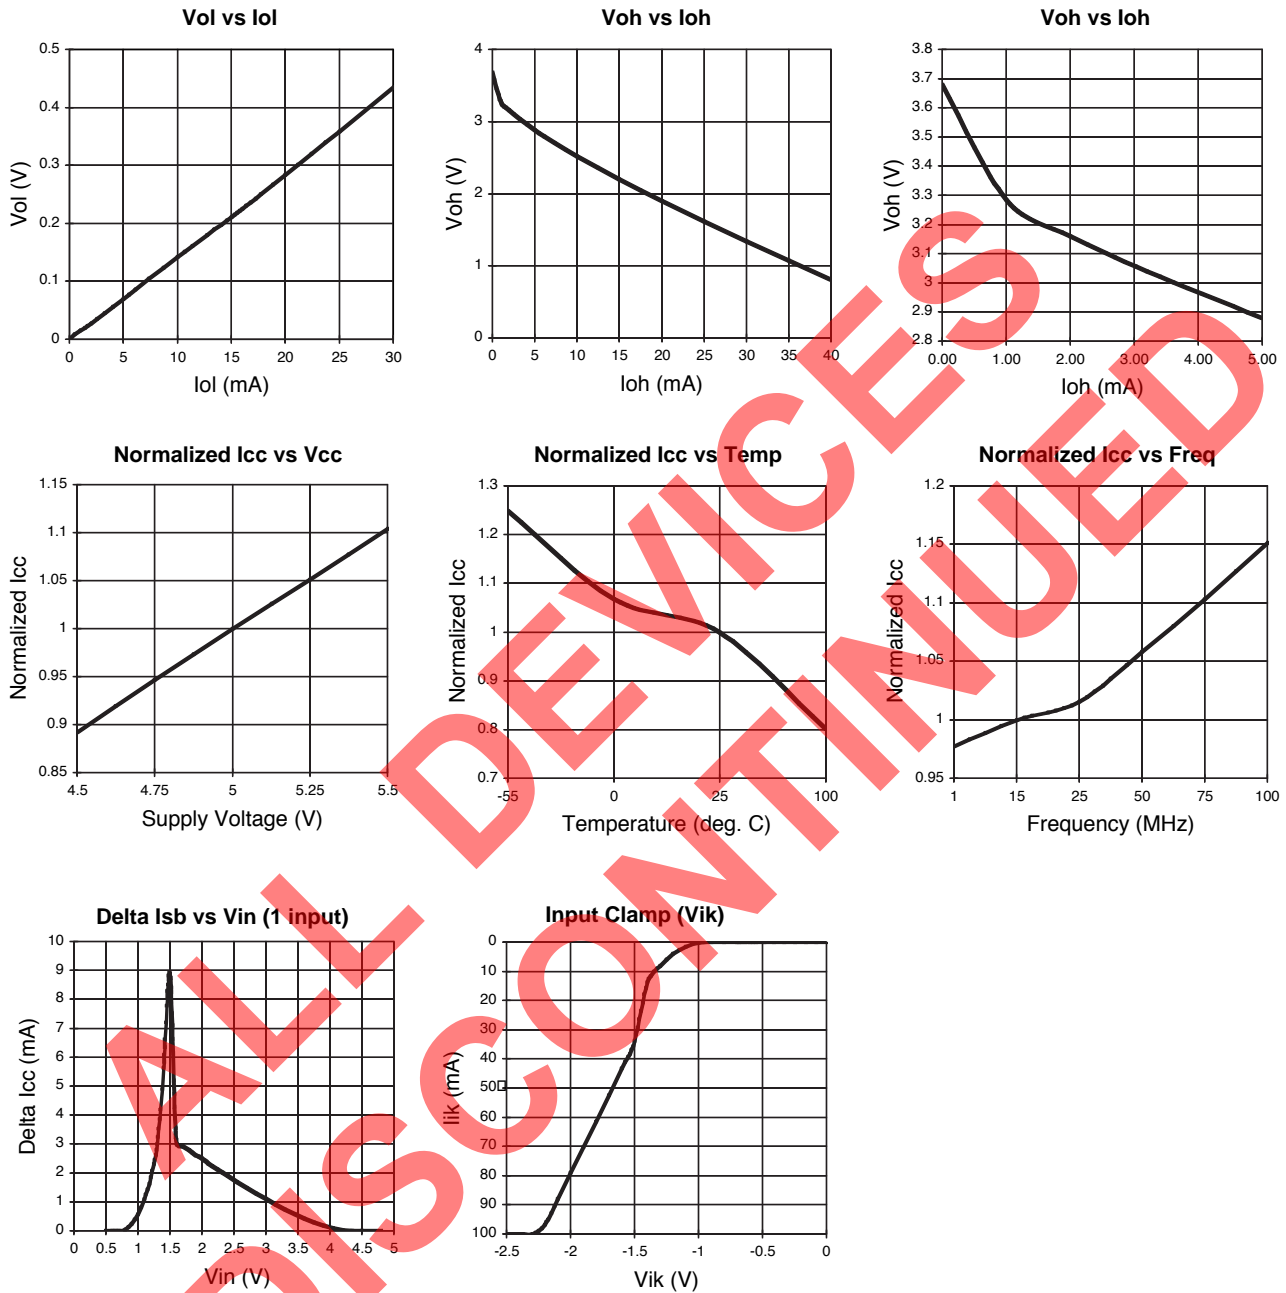 Vol vs Iol
0.5
0.4
0.3
0.2
0.1
0
0 5 10 15 20 25 30
Vol (V)
Iol (mA)
Voh vs Ioh
4
3
2
1
0
0 5 10 15 20 25 30 35 40
Voh (V)
Ioh (mA)
Voh vs Ioh
3.8
3.7
3.6
3.5
3.4
3.3
3.2
3.1
3
2.9
2.8
0.00 1.00 2.00 3.00 4.00 5.00
Voh (V)
Ioh (mA)
Normalized Icc vs Vcc
1.15
1.1
1.05
1
0.95
0.9
0.85
4.5 4.75 5 5.25 5.5
Normalized Icc
Supply Voltage (V)
Normalized Icc vs Temp
1.3
1.2
1.1
1
0.9
0.8
0.7
-55 0 25 100
Normalized Icc
Temperature (deg. C)
Normalized Icc vs Freq
1.2
1.15
1.1
1.05
1
0.95
1 15 25 50 75 100
Normalized Icc
Frequency (MHz)
Delta Isb vs Vin (1 input)
10
9
8
7
6
5
4
3
2
1
0
0 0.5 1 1.5 2 2.5 3 3.5 4 4.5 5
Delta Icc (mA)
Vin (V)
Input Clamp (Vik)
0
10
20
30
40
50
60
70
80
90
100
-2.5 -2 -1.5 -1 -0.5 0
Iik (mA)
Vik (V)
ALL DEVICES
DISCONTINUED